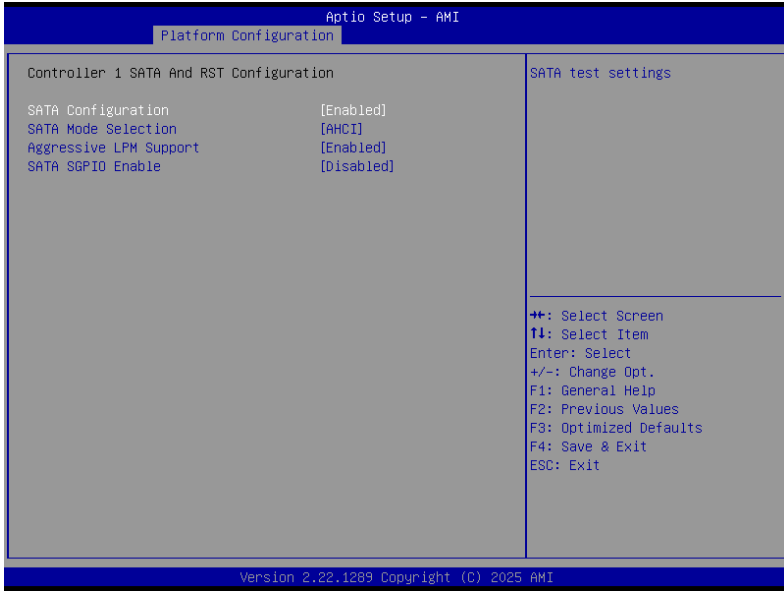 Aptio Setup – AMI
Platform Configuration
Controller 1 SATA And RST Configuration
SATA Configuration [Enabled]
SATA Mode Selection [AHCI]
Aggressive LPM Support [Enabled]
SATA SGPIO Enable [Disabled]
SATA test settings
→←: Select Screen
↑↓: Select Item
Enter: Select
+/-: Change Opt.
F1: General Help
F2: Previous Values
F3: Optimized Defaults
F4: Save & Exit
ESC: Exit
Version 2.22.1289 Copyright (C) 2025 AMI